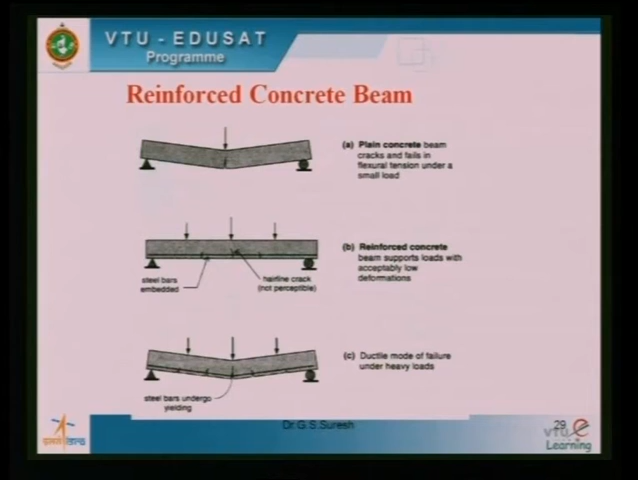 VTU - EDUSAT
Programme
Reinforced Concrete Beam
(a) Plain concrete beam
cracks and fails in
flexural tension under a
small load
(b) Reinforced concrete
beam supports loads with
acceptably low
deformations
steel bars
embedded
hairline crack
(not perceptible)
(c) Ductile mode of failure
under heavy loads
steel bars undergo
yielding
Dr.G.S.Suresh
29
vtu e
Learning